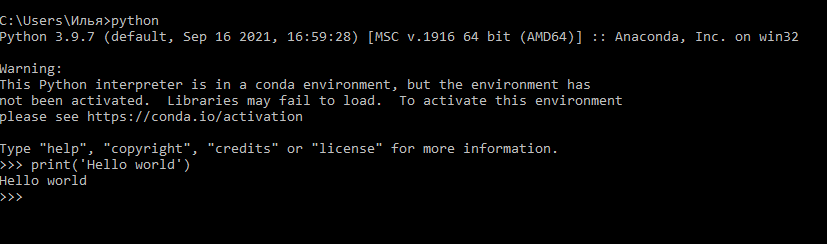 C:\Users\Илья>python
Python 3.9.7 (default, Sep 16 2021, 16:59:28) [MSC v.1916 64 bit (AMD64)] :: Anaconda, Inc. on win32
Warning:
This Python interpreter is in a conda environment, but the environment has
not been activated.  Libraries may fail to load.  To activate this environment
please see https://conda.io/activation
Type "help", "copyright", "credits" or "license" for more information.
>>> print('Hello world')
Hello world
>>>